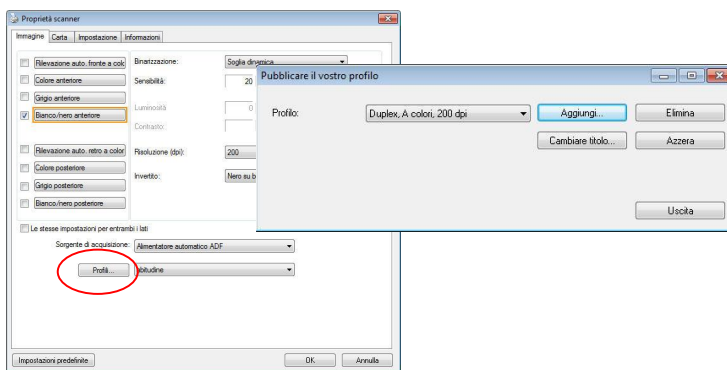 Proprietà scanner
Immagine Carta Impostazione Informazioni
Rilevazione auto. fronte a colo
Colore anteriore
Grigio anteriore
Bianco/nero anteriore
Rilevazione auto. retro a color
Colore posteriore
Grigio posteriore
Bianco/nero posteriore
Binarizzazione: Soglia dinamica
Sensibilità: 20
Luminosità 0
Contrasto:
Risoluzione (dpi): 200
Invertito: Nero su b
Le stesse impostazioni per entrambi i lati
Sorgente di acquisizione: Alimentatore automatico ADF
Profili... abitudine
Impostazioni predefinite OK Annulla
Pubblicare il vostro profilo
Profilo: Duplex, A colori, 200 dpi Aggiungi... Elimina
Cambiare titolo... Azzera
Uscita